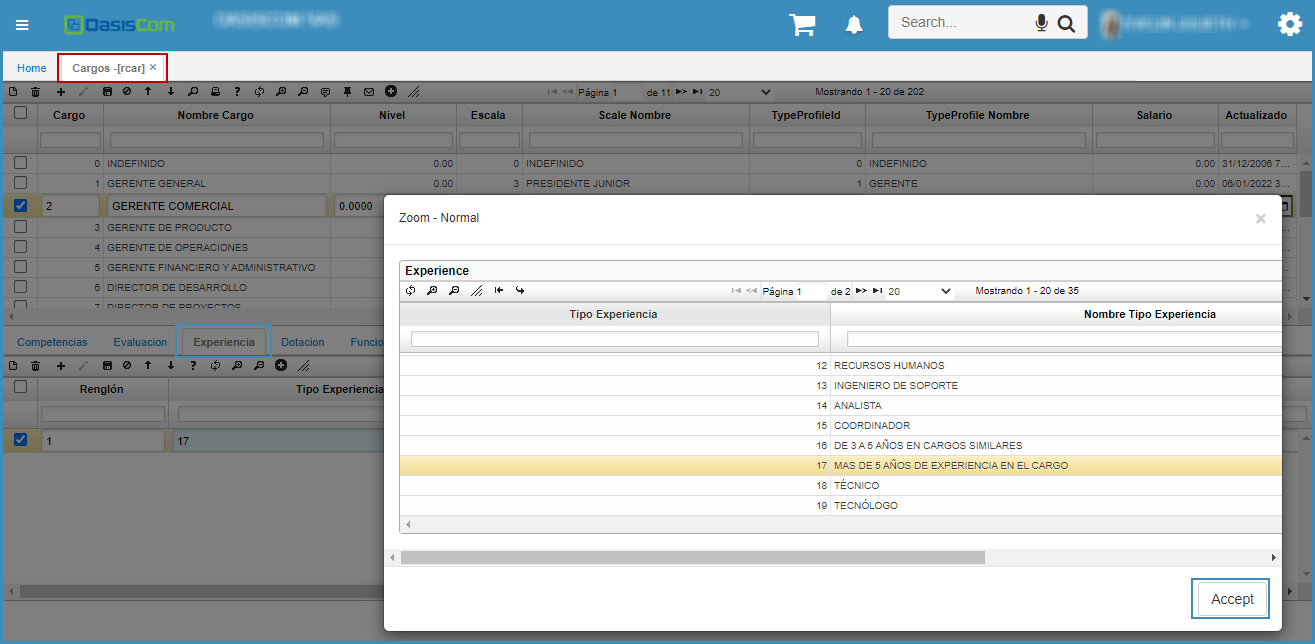 OasisCom
Search...
Home
Cargos -[rcar] ×
Página 1 de 11 20 Mostrando 1 - 20 de 202
Cargo Nombre Cargo Nivel Escala Scale Nombre TypeProfileId TypeProfile Nombre Salario Actualizado
0 INDEFINIDO 0.00 0 INDEFINIDO 0 INDEFINIDO 0.00 31/12/2006 7...
1 GERENTE GENERAL 0.00 3 PRESIDENTE JUNIOR 1 GERENTE 0.00 06/01/2022 3...
2 GERENTE COMERCIAL 0.0000
3 GERENTE DE PRODUCTO
4 GERENTE DE OPERACIONES
5 GERENTE FINANCIERO Y ADMINISTRATIVO
6 DIRECTOR DE DESARROLLO
7 DIRECTOR DE PROYECTOS
Competencias Evaluacion Experiencia Dotacion Funcio
Renglón Tipo Experiencia
1 17
Zoom - Normal ×
Experience
Página 1 de 2 20 Mostrando 1 - 20 de 35
Tipo Experiencia Nombre Tipo Experiencia
12 RECURSOS HUMANOS
13 INGENIERO DE SOPORTE
14 ANALISTA
15 COORDINADOR
16 DE 3 A 5 AÑOS EN CARGOS SIMILARES
17 MAS DE 5 AÑOS DE EXPERIENCIA EN EL CARGO
18 TÉCNICO
19 TECNÓLOGO
Accept